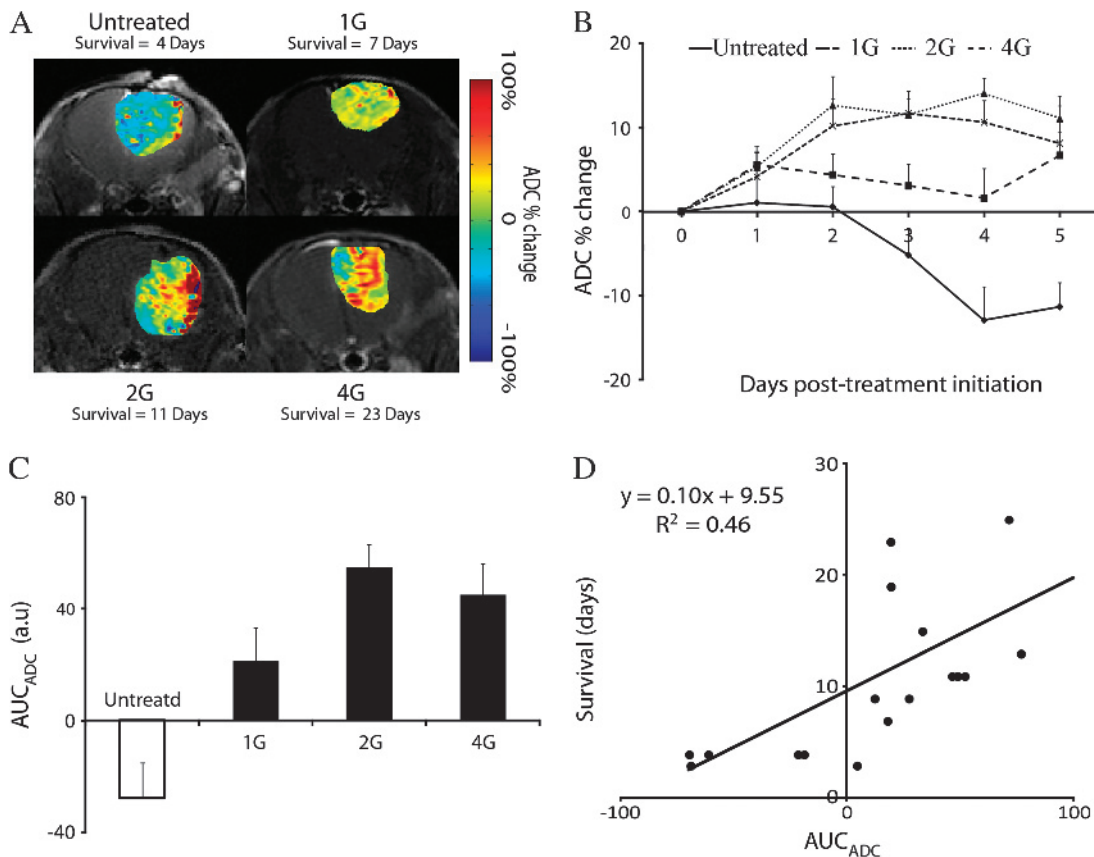 A
Untreated
Survival = 4 Days
1G
Survival = 7 Days
100%
0
-100%
ADC % change
2G
Survival = 11 Days
4G
Survival = 23 Days
B
Untreated 1G 2G 4G
20
10
0
-10
-20
ADC % change
0 1 2 3 4 5
Days post-treatment initiation
C
80
40
0
-40
AUC_ADC (a.u)
Untreatd
1G 2G 4G
D
y = 0.10x + 9.55
R² = 0.46
30
20
10
0
Survival (days)
-100 0 100
AUC_ADC